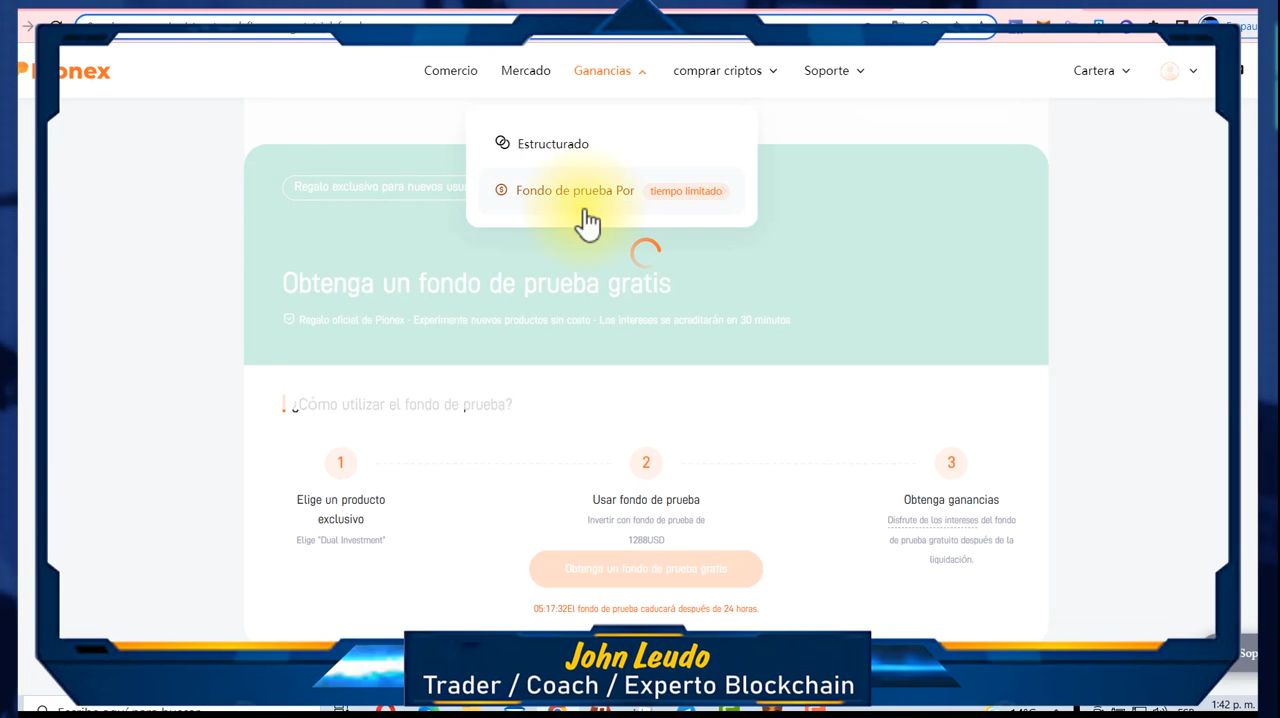 Pionex
Comercio
Mercado
Ganancias
comprar criptos
Soporte
Cartera
Estructurado
Fondo de prueba Por
tiempo limitado
Regalo exclusivo para nuevos
Obtenga un fondo de prueba gratis
Regalo oficial de Pionex - Experimente nuevos productos sin costo - Los intereses se acreditarán en 30 minutos
¿Cómo utilizar el fondo de prueba?
1
2
3
Elige un producto
exclusivo
Elige "Dual Investment"
Usar fondo de prueba
Invertir con fondo de prueba de
1288USD
Obtenga ganancias
Disfrute de los intereses del fondo
de prueba gratuito después de la
liquidación.
Obtenga un fondo de prueba gratis
05:17:32El fondo de prueba caducará después de 24 horas.
John Leudo
Trader / Coach / Experto Blockchain
1:42 p. m.